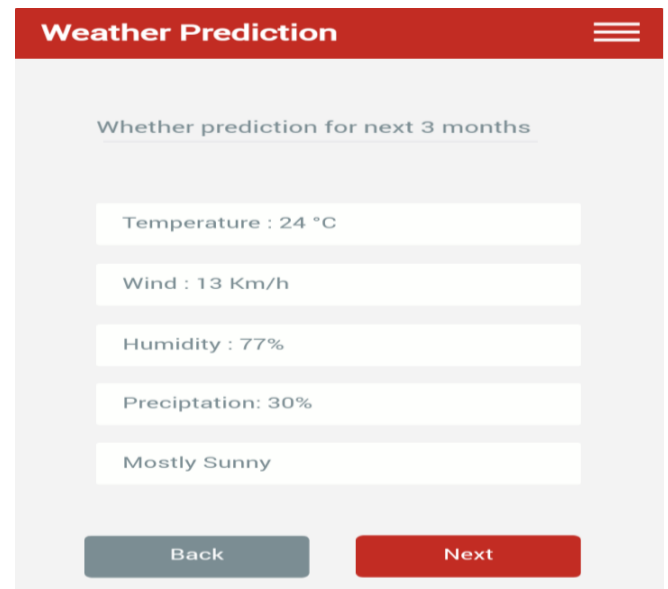 Weather Prediction
Whether prediction for next 3 months
Temperature : 24 °C
Wind : 13 Km/h
Humidity : 77%
Preciptation: 30%
Mostly Sunny
Back
Next